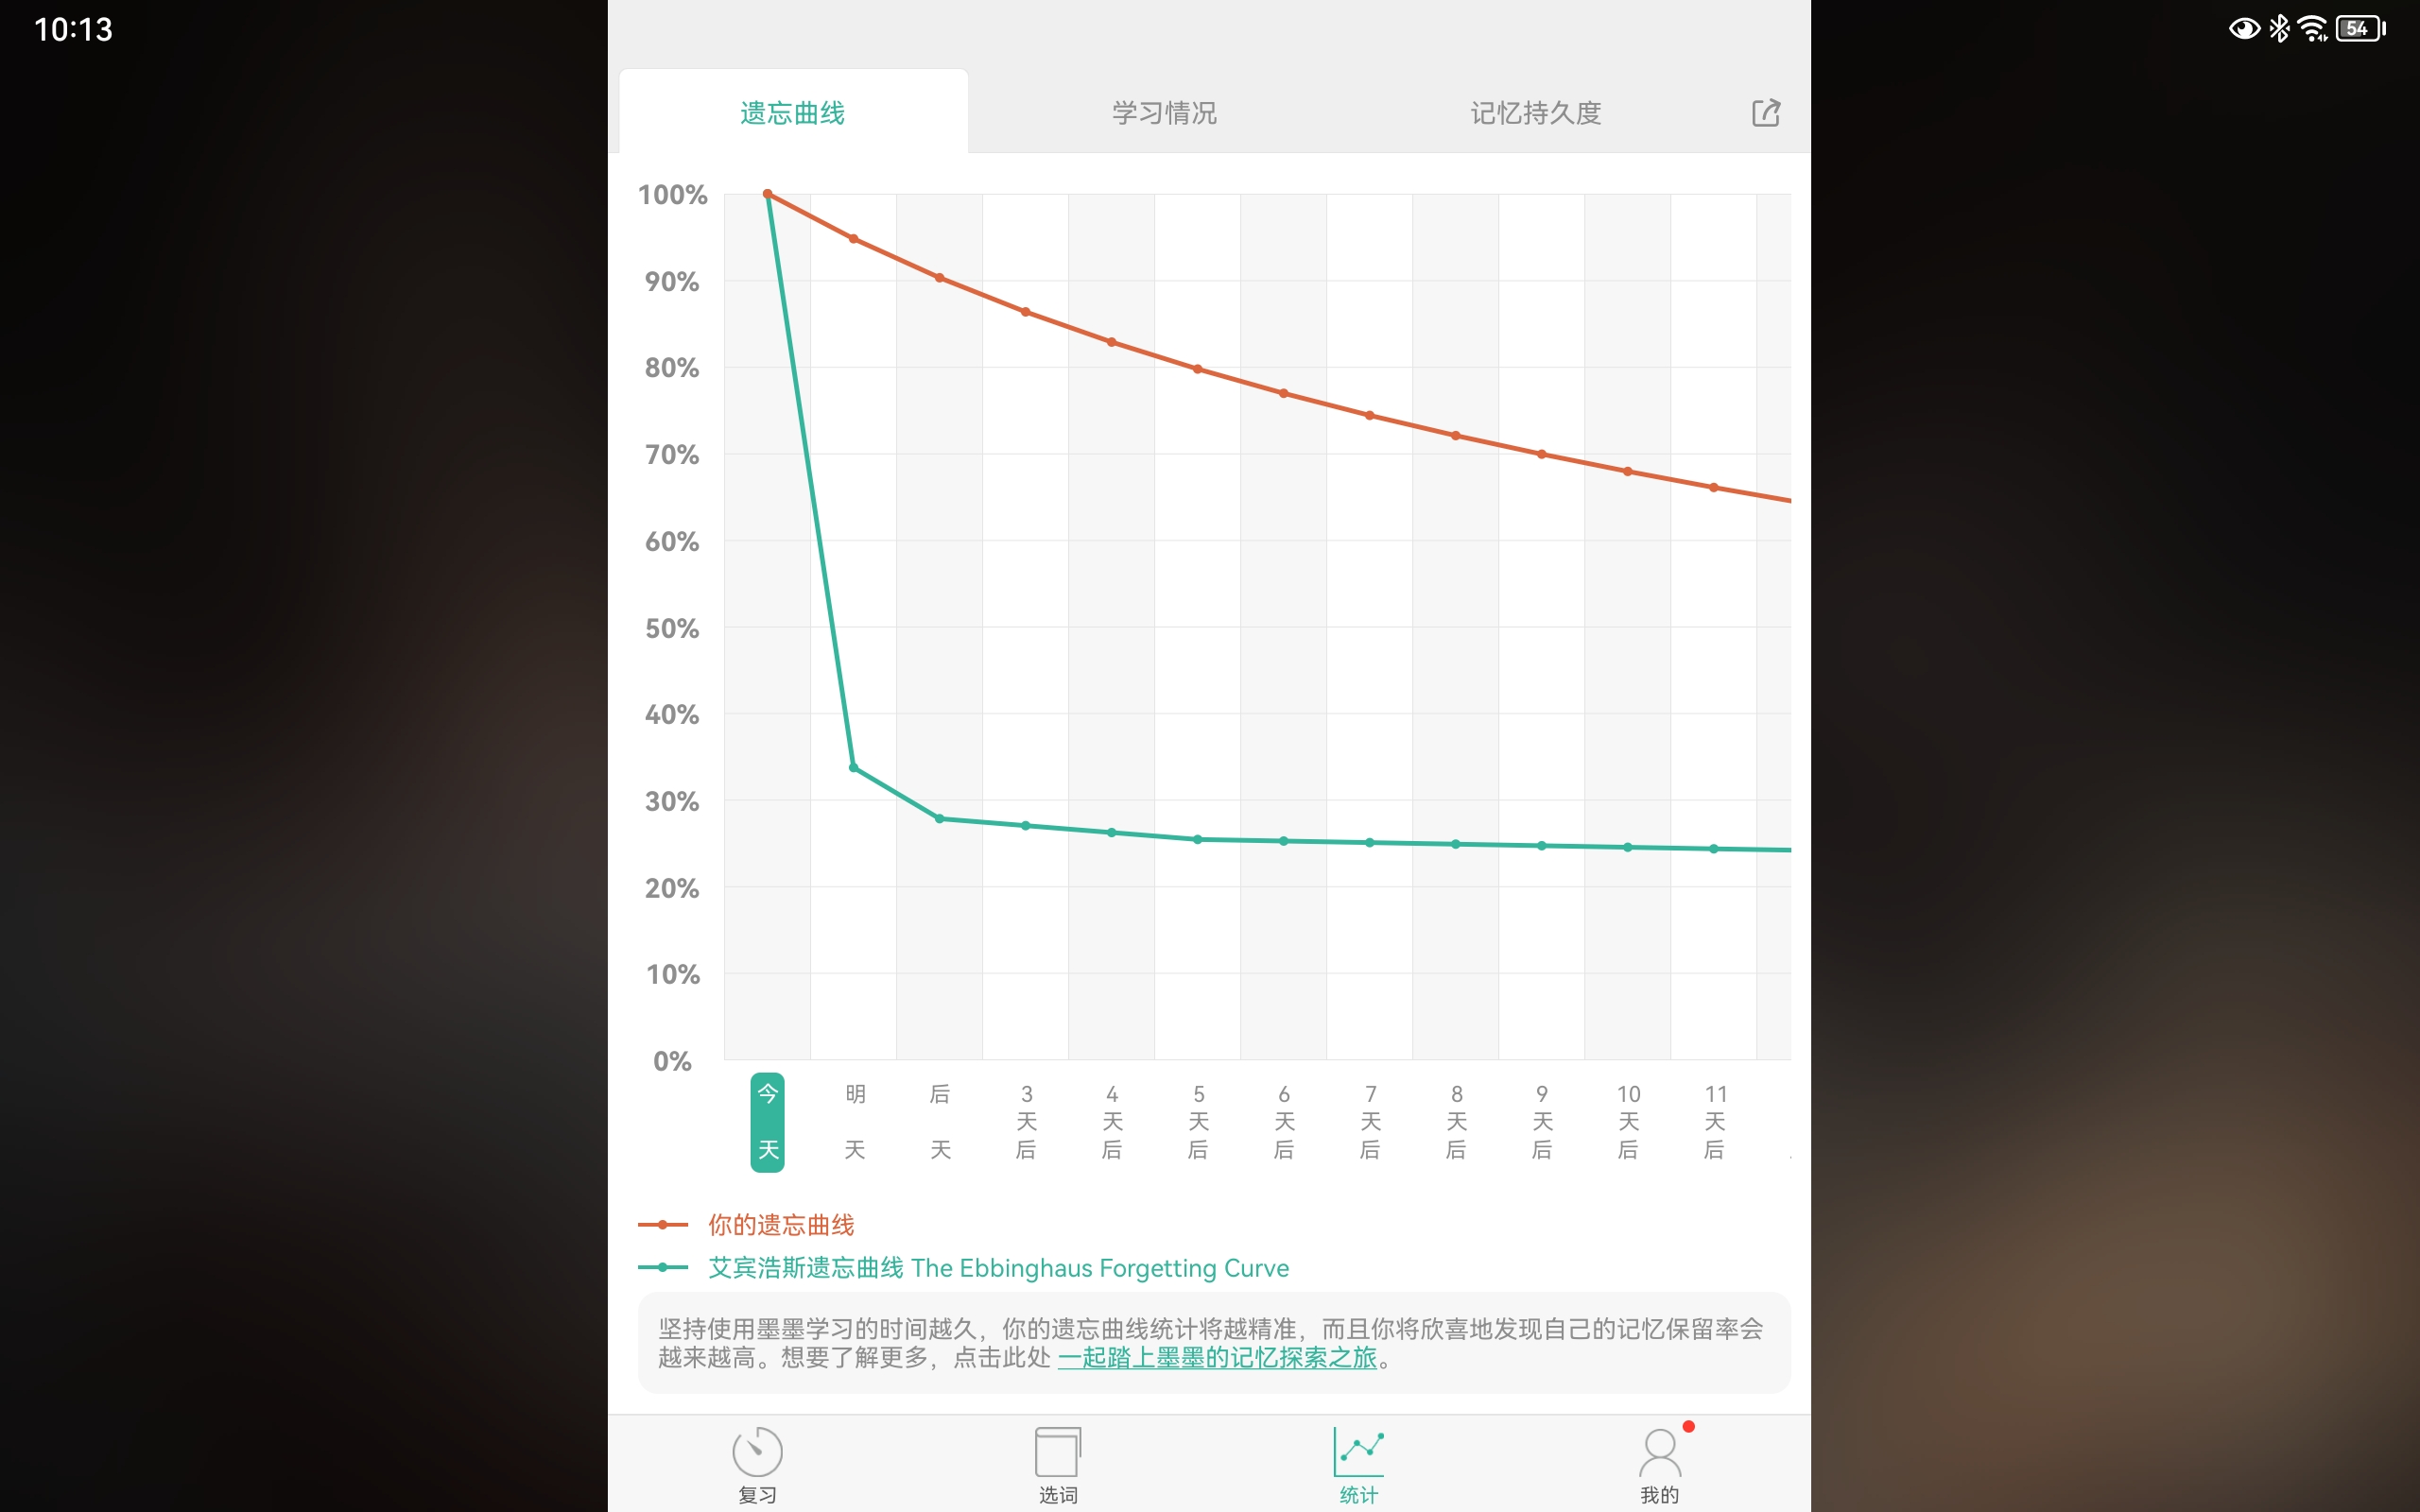 10:13
54
遗忘曲线
学习情况
记忆持久度
100%
90%
80%
70%
60%
50%
40%
30%
20%
10%
0%
今天
明天
后天
3天后
4天后
5天后
6天后
7天后
8天后
9天后
10天后
11天后
你的遗忘曲线
艾宾浩斯遗忘曲线 The Ebbinghaus Forgetting Curve
坚持使用墨墨学习的时间越久，你的遗忘曲线统计将越精准，而且你将欣喜地发现自己的记忆保留率会
越来越高。想要了解更多，点击此处 一起踏上墨墨的记忆探索之旅。
复习
选词
统计
我的